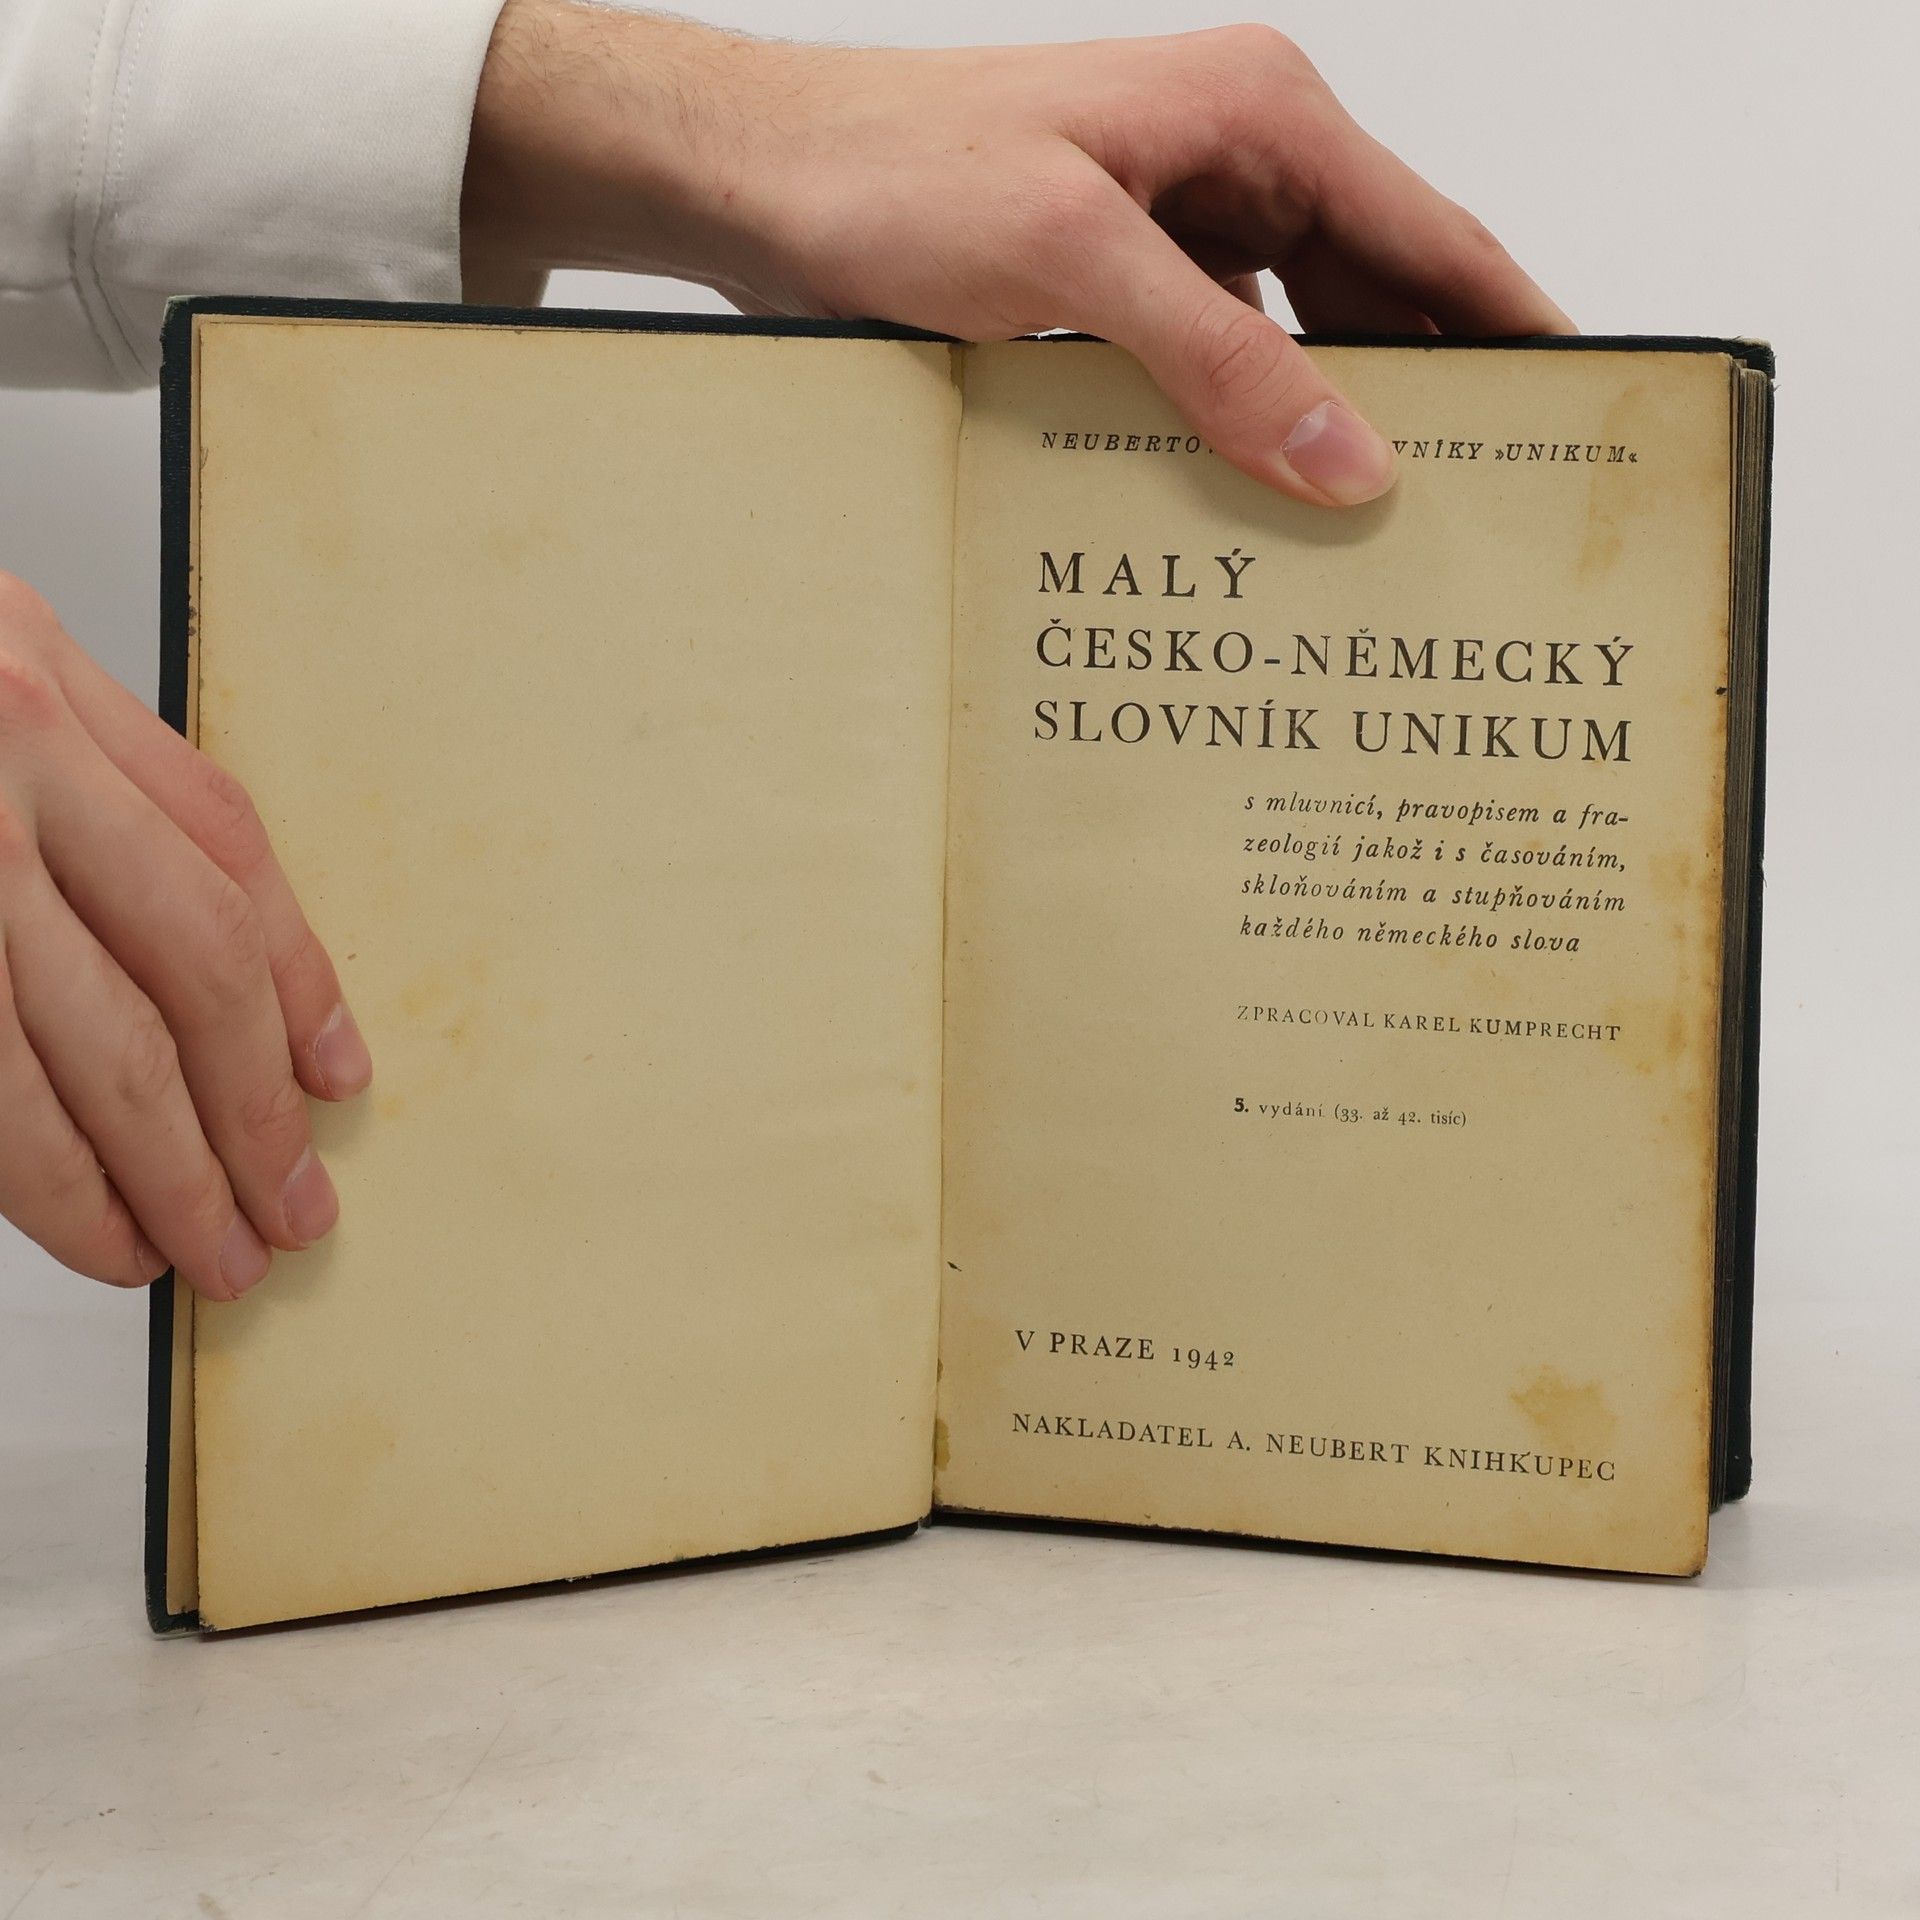 NEUBERTO
VNÍKY »UNIKUM«
MALÝ
ČESKO-NĚMECKÝ
SLOVNÍK UNIKUM
s mluvnicí, pravopisem a fra-
zeologií jakož i s časováním,
skloňováním a stupňováním
každého německého slova
ZPRACOVAL KAREL KUMPRECHT
5. vydání (33. až 42. tisíc)
V PRAZE 1942
NAKLADATEL A. NEUBERT KNIHKUPEC